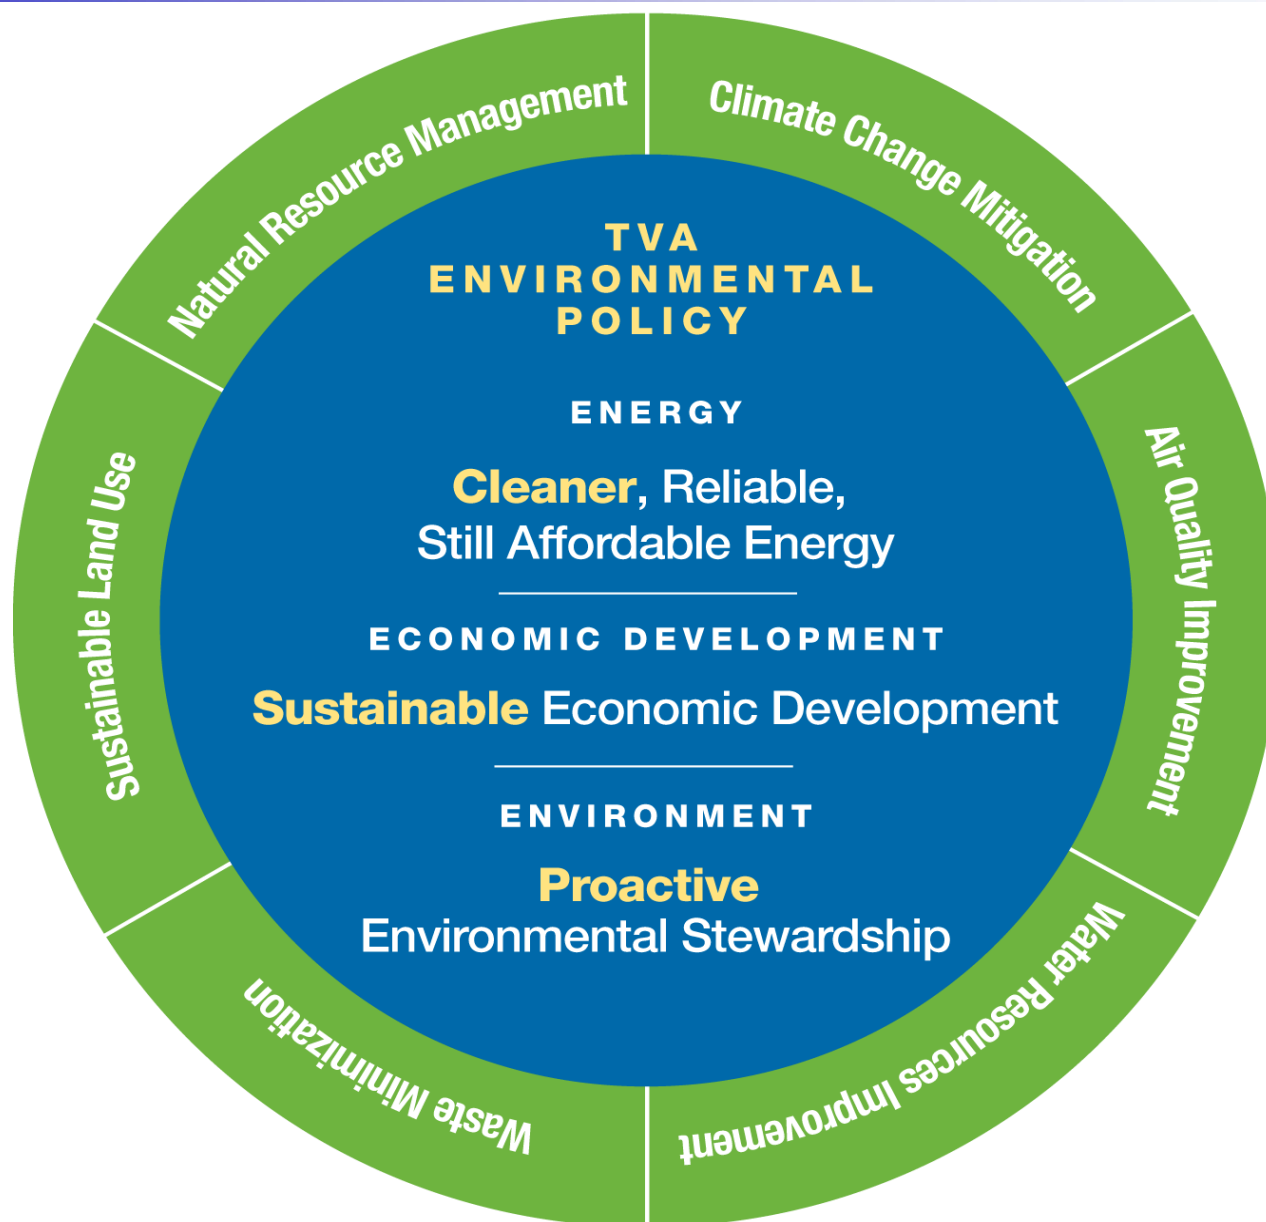 TVA
ENVIRONMENTAL
POLICY
ENERGY
Cleaner, Reliable,
Still Affordable Energy
ECONOMIC DEVELOPMENT
Sustainable Economic Development
ENVIRONMENT
Proactive
Environmental Stewardship
Climate Change Mitigation
Air Quality Improvement
Water Resources Improvement
Waste Minimization
Sustainable Land Use
Natural Resource Management